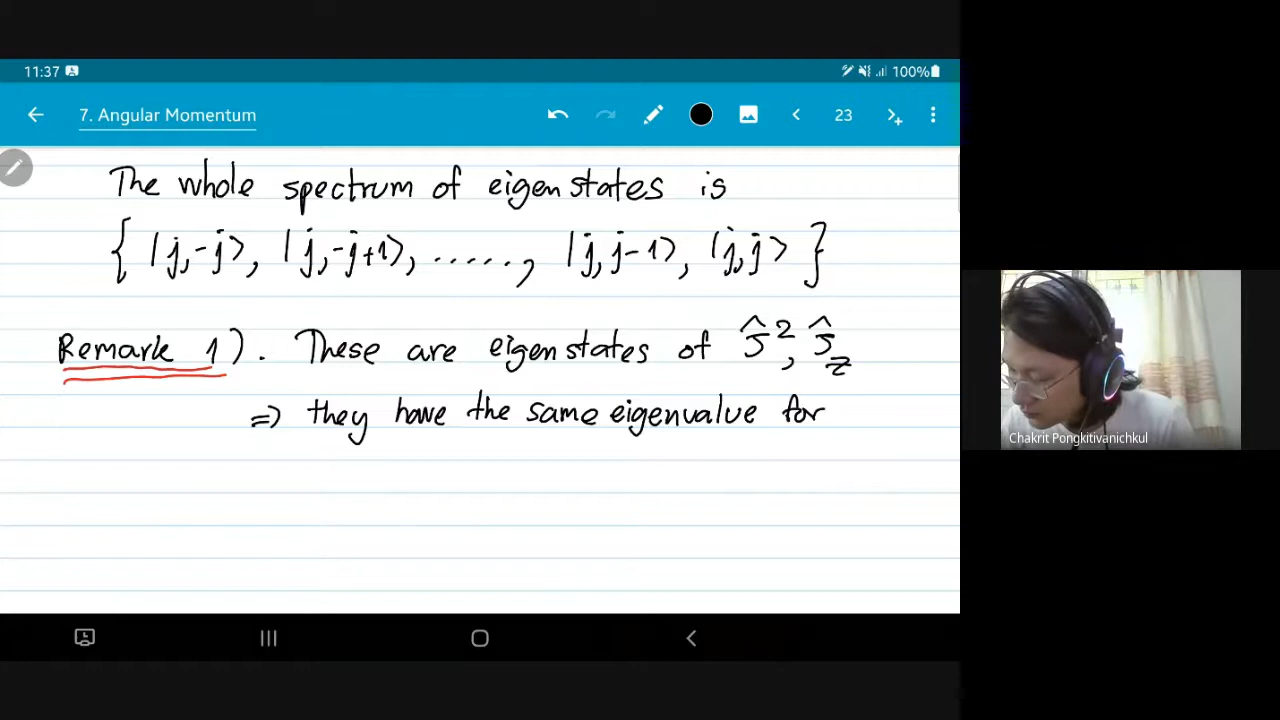 11:37
100%
7. Angular Momentum
23
The whole spectrum of eigenstates is
{ |j,-j⟩, |j,-j+1⟩, ....., |j,j-1⟩, |j,j⟩ }
Remark 1). These are eigenstates of Ĵ², Ĵz
⇒ they have the same eigenvalue for
Chakrit Pongkitivanichkul